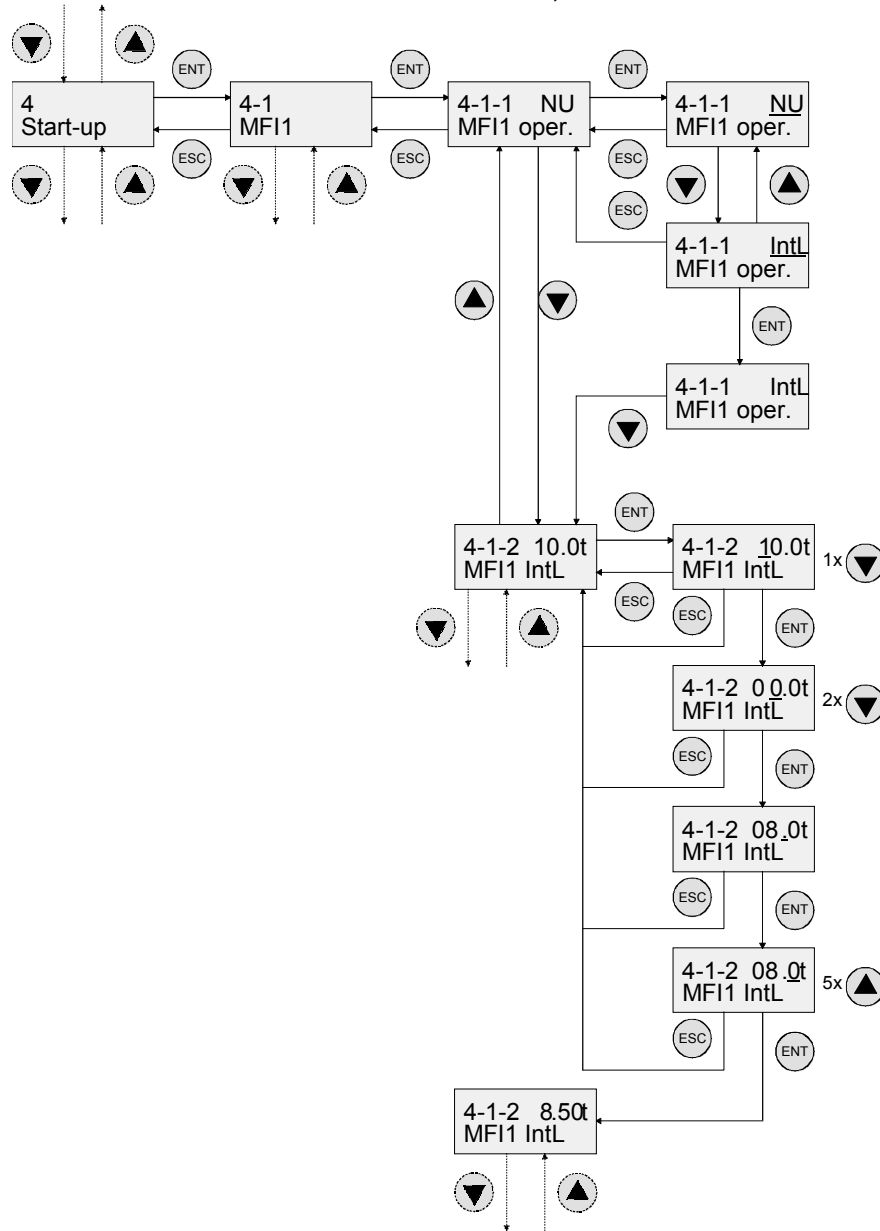 ENT
ENT
ENT
4
Start-up
4-1
MFI1
4-1-1 NU
MFI1 oper.
4-1-1 NU
MFI1 oper.
ESC
ESC
ESC
ESC
4-1-1 IntL
MFI1 oper.
ENT
4-1-1 IntL
MFI1 oper.
ENT
4-1-2 10.0t
MFI1 IntL
4-1-2 10.0t
MFI1 IntL
1x
ESC
ESC
ENT
4-1-2 00.0t
MFI1 IntL
2x
ESC
ENT
4-1-2 08.0t
MFI1 IntL
ESC
ENT
4-1-2 08.0t
MFI1 IntL
5x
ESC
ENT
4-1-2 8.50t
MFI1 IntL